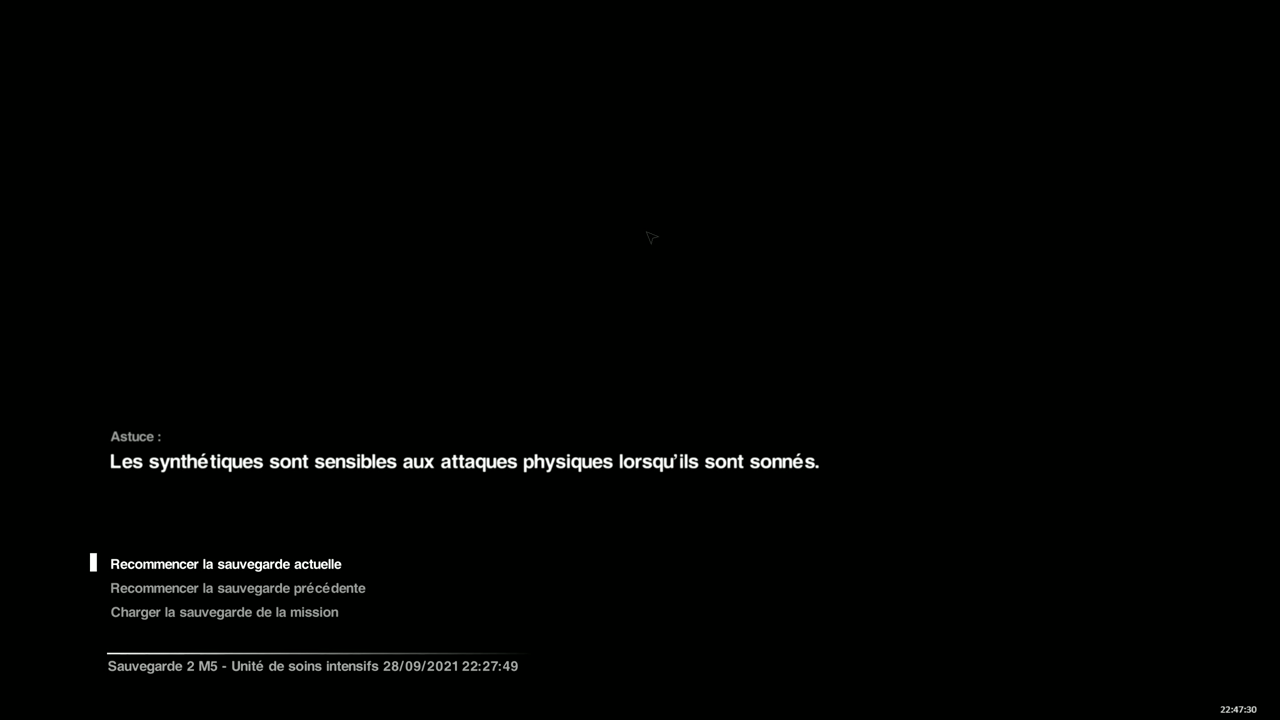 Astuce :
Les synthétiques sont sensibles aux attaques physiques lorsqu’ils sont sonnés.
Recommencer la sauvegarde actuelle
Recommencer la sauvegarde précédente
Charger la sauvegarde de la mission
Sauvegarde 2 M5 - Unité de soins intensifs 28/09/2021 22:27:49
22:47:30